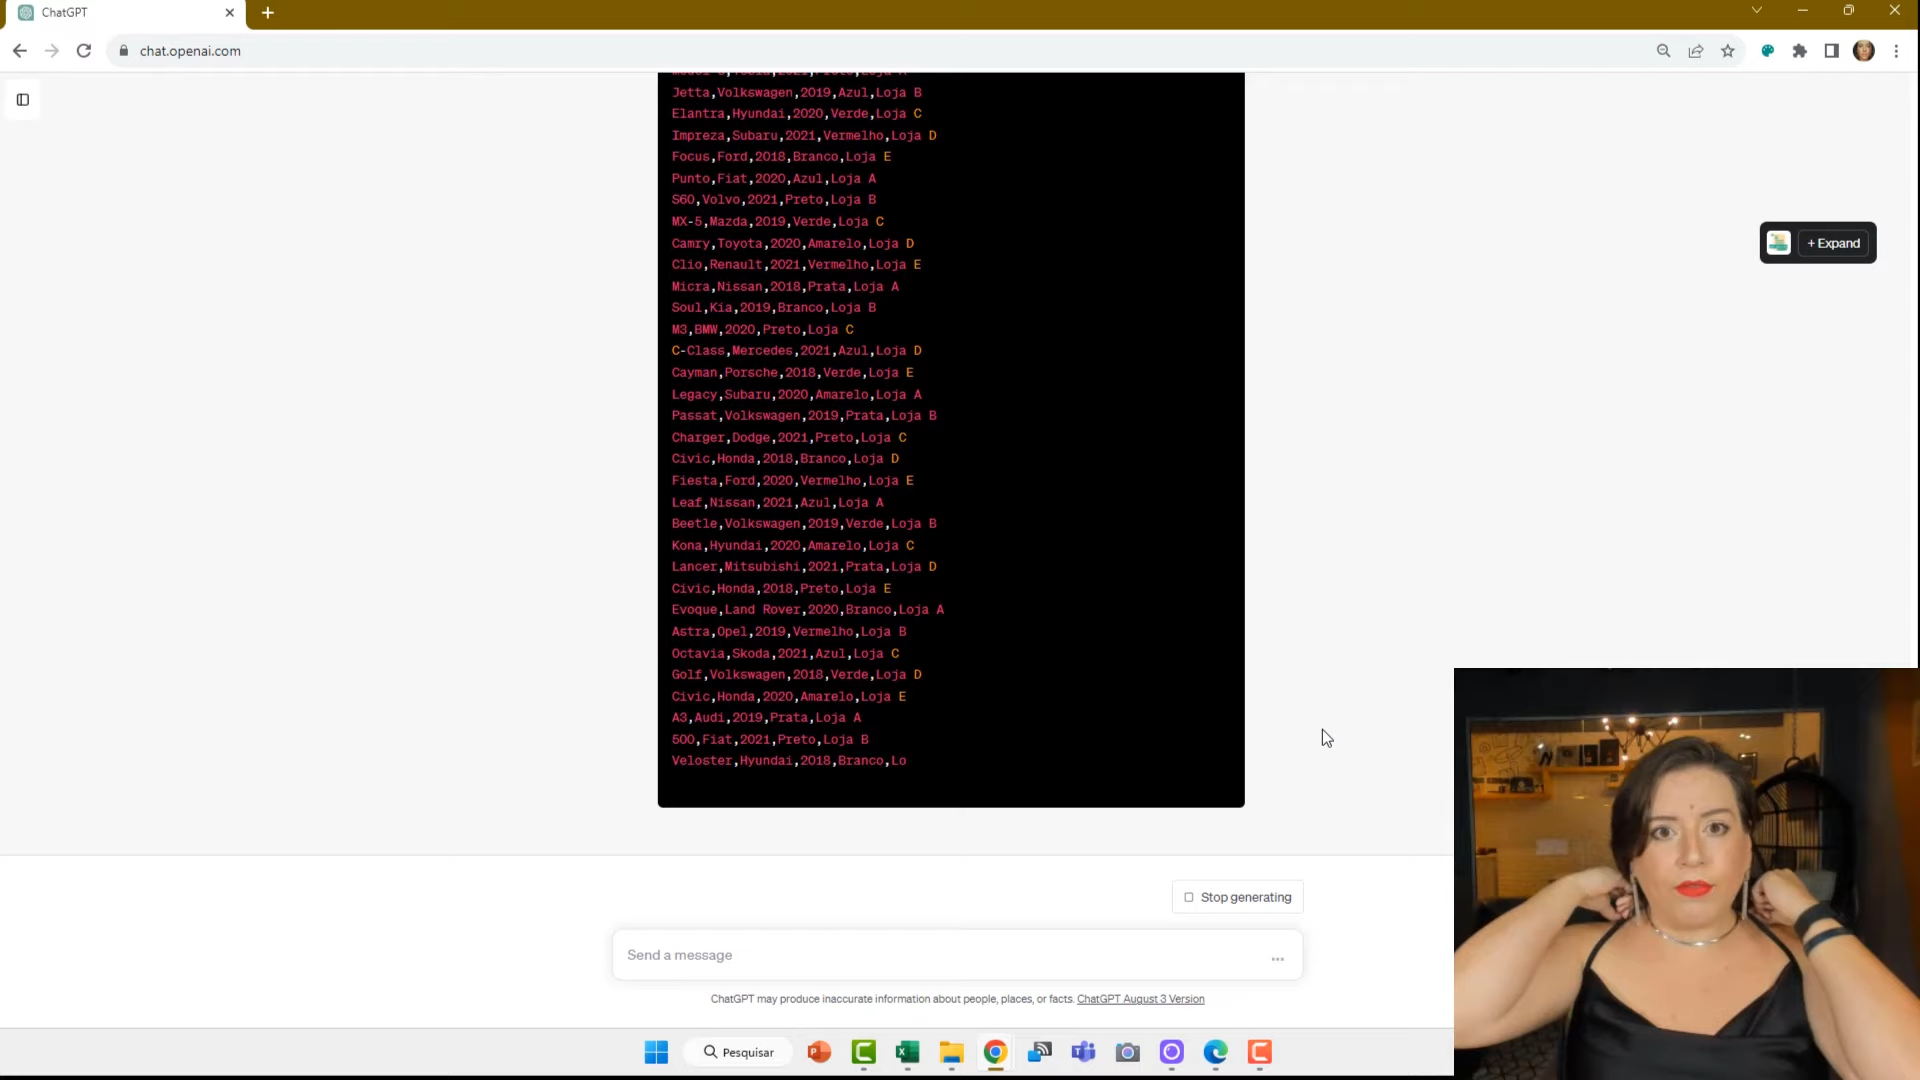 ChatGPT
chat.openai.com
Jetta,Volkswagen,2019,Azul,Loja B
Elantra,Hyundai,2020,Verde,Loja C
Impreza,Subaru,2021,Vermelho,Loja D
Focus,Ford,2018,Branco,Loja E
Punto,Fiat,2020,Azul,Loja A
S60,Volvo,2021,Preto,Loja B
MX-5,Mazda,2019,Verde,Loja C
Camry,Toyota,2020,Amarelo,Loja D
+ Expand
Clio,Renault,2021,Vermelho,Loja E
Micra,Nissan,2018,Prata,Loja A
Soul,Kia,2019,Branco,Loja B
M3,BMW,2020,Preto,Loja C
C-Class,Mercedes,2021,Azul,Loja D
Cayman,Porsche,2018,Verde,Loja E
Legacy,Subaru,2020,Amarelo,Loja A
Passat,Volkswagen,2019,Prata,Loja B
Charger,Dodge,2021,Preto,Loja C
Civic,Honda,2018,Branco,Loja D
Fiesta,Ford,2020,Vermelho,Loja E
Leaf,Nissan,2021,Azul,Loja A
Beetle,Volkswagen,2019,Verde,Loja B
Kona,Hyundai,2020,Amarelo,Loja C
Lancer,Mitsubishi,2021,Prata,Loja D
Civic,Honda,2018,Preto,Loja E
Evoque,Land Rover,2020,Branco,Loja A
Astra,Opel,2019,Vermelho,Loja B
Octavia,Skoda,2021,Azul,Loja C
Golf,Volkswagen,2018,Verde,Loja D
Civic,Honda,2020,Amarelo,Loja E
A3,Audi,2019,Prata,Loja A
500,Fiat,2021,Preto,Loja B
Veloster,Hyundai,2018,Branco,Lo
Stop generating
Send a message
ChatGPT may produce inaccurate information about people, places, or facts. ChatGPT August 3 Version
Pesquisar